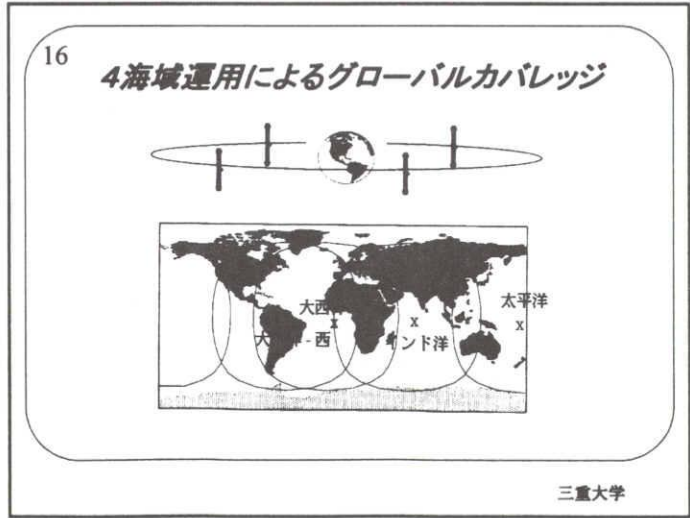 16
4海域運用によるグローバルカバレッジ
太平洋
大西
x
x
x
大 - 西
ンド洋
三重大学